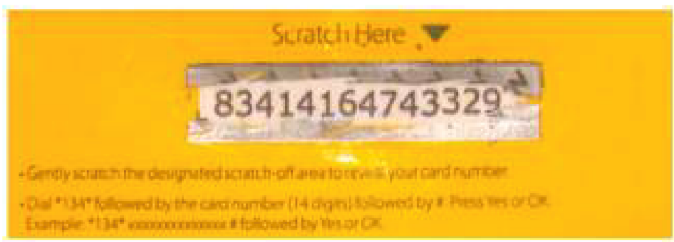 Scratch Here
83414164743329
• Gently scratch the designated scratch-off area to reveal your card number.
• Dial *134* followed by the card number (14 digits) followed by #. Press Yes or OK.
Example: *134* xxxxxxxxxxxxxx # followed by Yes or OK.